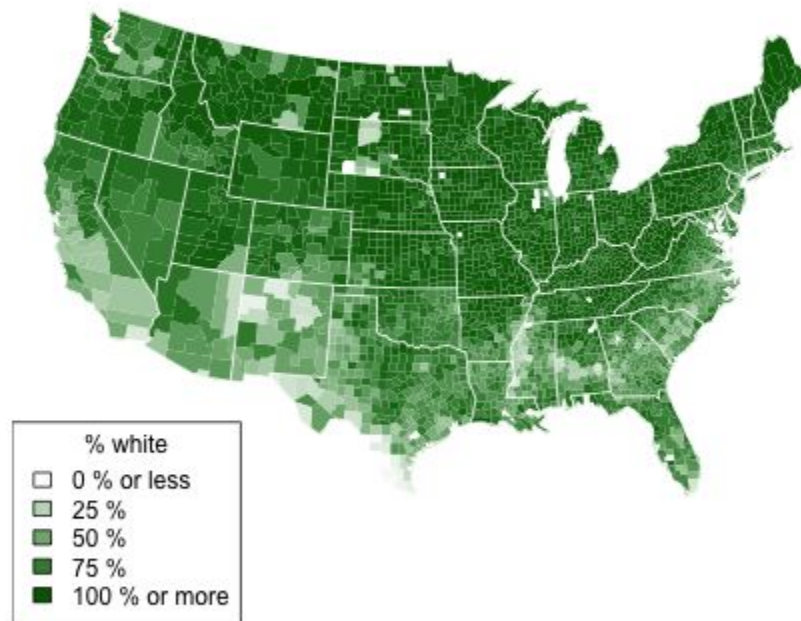 % white
0 % or less
25 %
50 %
75 %
100 % or more